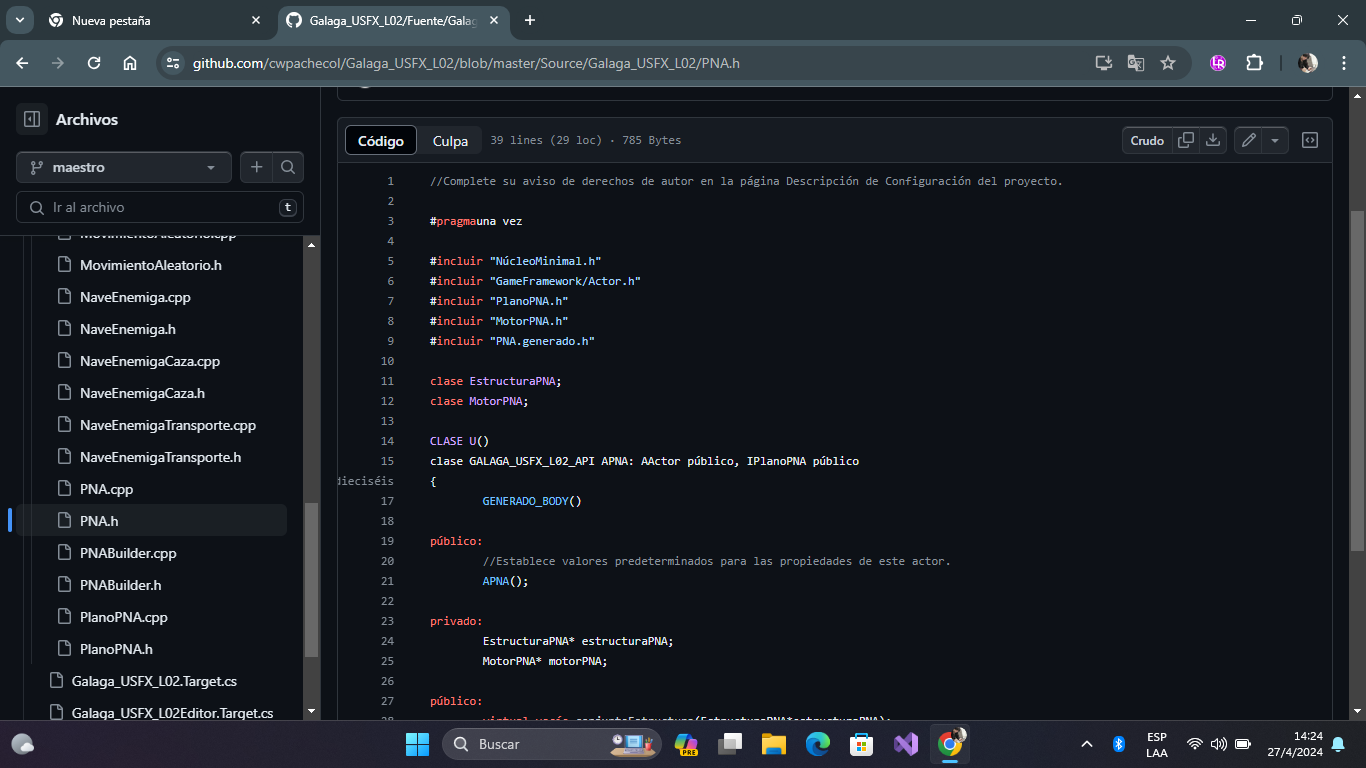 Nueva pestaña
Galaga_USFX_L02/Fuente/Galag
github.com/cwpachecol/Galaga_USFX_L02/blob/master/Source/Galaga_USFX_L02/PNA.h
Archivos
maestro
Ir al archivo
t
MovimientoAleatorio.cpp
MovimientoAleatorio.h
NaveEnemiga.cpp
NaveEnemiga.h
NaveEnemigaCaza.cpp
NaveEnemigaCaza.h
NaveEnemigaTransporte.cpp
NaveEnemigaTransporte.h
PNA.cpp
PNA.h
PNABuilder.cpp
PNABuilder.h
PlanoPNA.cpp
PlanoPNA.h
Galaga_USFX_L02.Target.cs
Galaga_USFX_L02Editor.Target.cs
Código
Culpa
39 lines (29 loc) · 785 Bytes
Crudo
1 //Complete su aviso de derechos de autor en la página Descripción de Configuración del proyecto.
2
3 #pragmauna vez
4
5 #incluir "NúcleoMinimal.h"
6 #incluir "GameFramework/Actor.h"
7 #incluir "PlanoPNA.h"
8 #incluir "MotorPNA.h"
9 #incluir "PNA.generado.h"
10
11 clase EstructuraPNA;
12 clase MotorPNA;
13
14 CLASE U()
15 clase GALAGA_USFX_L02_API APNA: AActor público, IPlanoPNA público
dieciséis {
17 GENERADO_BODY()
18
19 público:
20 //Establece valores predeterminados para las propiedades de este actor.
21 APNA();
22
23 privado:
24 EstructuraPNA* estructuraPNA;
25 MotorPNA* motorPNA;
26
27 público:
28 virtual vacío conjuntoEstructura(EstructuraPNA*estructuraPNA);
Buscar
PRE
ESP
LAA
14:24
27/4/2024